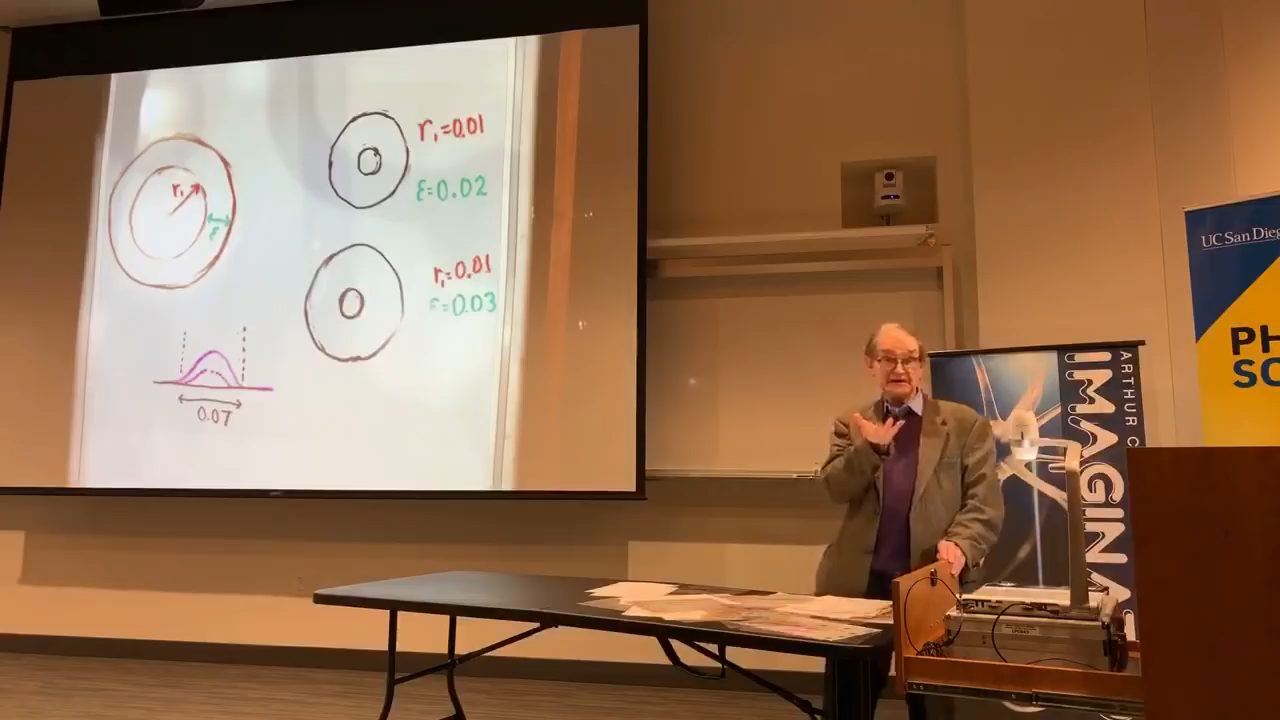 r₁
ε
r₁=0.01
ε=0.02
r₁=0.01
ε=0.03
0.07
UC San Dieg
PH
SC
ARTHUR C
IMAGINA